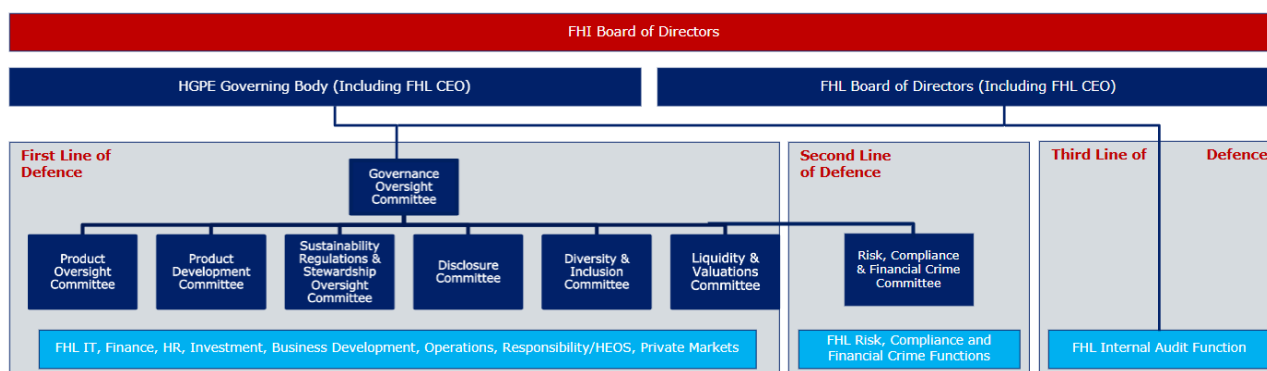 FHI Board of Directors
HGPE Governing Body (Including FHL CEO)
FHL Board of Directors (Including FHL CEO)
First Line of
Defence
Second Line
of Defence
Third Line of Defence
Governance
Oversight
Committee
Product
Oversight
Committee
Product
Development
Committee
Sustainability
Regulations &
Stewardship
Oversight
Committee
Disclosure
Committee
Diversity &
Inclusion
Committee
Liquidity &
Valuations
Committee
Risk, Compliance
& Financial Crime
Committee
FHL IT, Finance, HR, Investment, Business Development, Operations, Responsibility/HEOS, Private Markets
FHL Risk, Compliance and
Financial Crime Functions
FHL Internal Audit Function